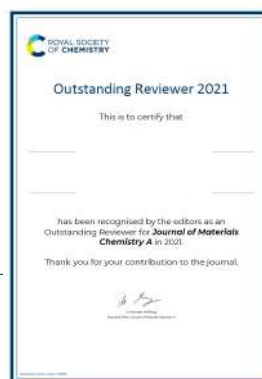 ROYAL SOCIETY
OF CHEMISTRY
Outstanding Reviewer 2021
This is to certify that
has been recognised by the editors as an
Outstanding Reviewer for Journal of Materials
Chemistry A in 2021.
Thank you for your contribution to the journal.